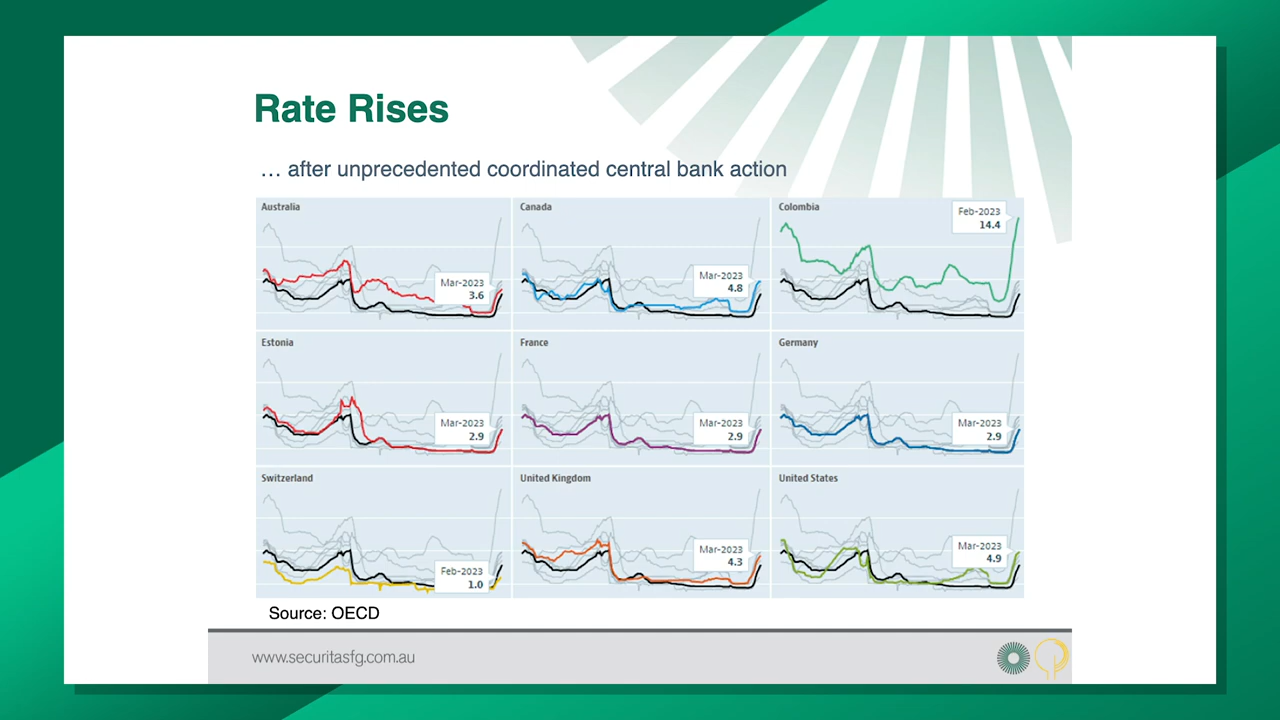 Rate Rises
… after unprecedented coordinated central bank action
Australia
Mar-2023
3.6
Canada
Mar-2023
4.8
Colombia
Feb-2023
14.4
Estonia
Mar-2023
2.9
France
Mar-2023
2.9
Germany
Mar-2023
2.9
Switzerland
Feb-2023
1.0
United Kingdom
Mar-2023
4.3
United States
Mar-2023
4.9
Source: OECD
www.securitasfg.com.au